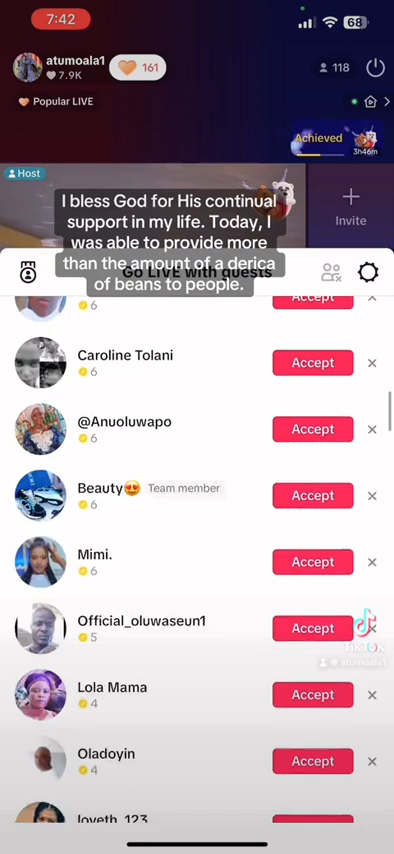 7:42
68
atumoala1
7.9K
161
118
Popular LIVE
Achieved
3h46m
Host
I bless God for His continual
support in my life. Today, I
was able to provide more
than the amount of a derica
of beans to people.
Invite
Go LIVE with guests
6
Accept
Caroline Tolani
6
Accept
@Anuoluwapo
6
Accept
Beauty😍 Team member
6
Accept
Mimi.
6
Accept
Official_oluwaseun1
5
Accept
TikTok
@atumoala1
Lola Mama
4
Accept
Oladoyin
4
Accept
loveth_123